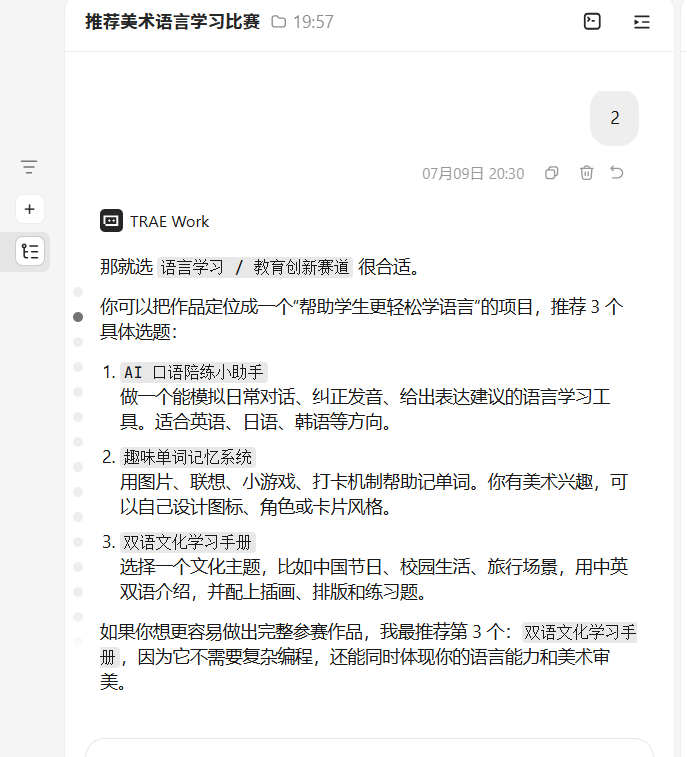 推荐美术语言学习比赛 19:57
2
07月09日 20:30
TRAE Work
那就选 语言学习 / 教育创新赛道 很合适。
你可以把作品定位成一个“帮助学生更轻松学语言”的项目，推荐 3 个
具体选题：
1. AI 口语陪练小助手
做一个能模拟日常对话、纠正发音、给出表达建议的语言学习工
具。适合英语、日语、韩语等方向。
2. 趣味单词记忆系统
用图片、联想、小游戏、打卡机制帮助记单词。你有美术兴趣，可
以自己设计图标、角色或卡片风格。
3. 双语文化学习手册
选择一个文化主题，比如中国节日、校园生活、旅行场景，用中英
双语介绍，并配上插画、排版和练习题。
如果你想更容易做出完整参赛作品，我最推荐第 3 个：双语文化学习手
册，因为它不需要复杂编程，还能同时体现你的语言能力和美术审
美。